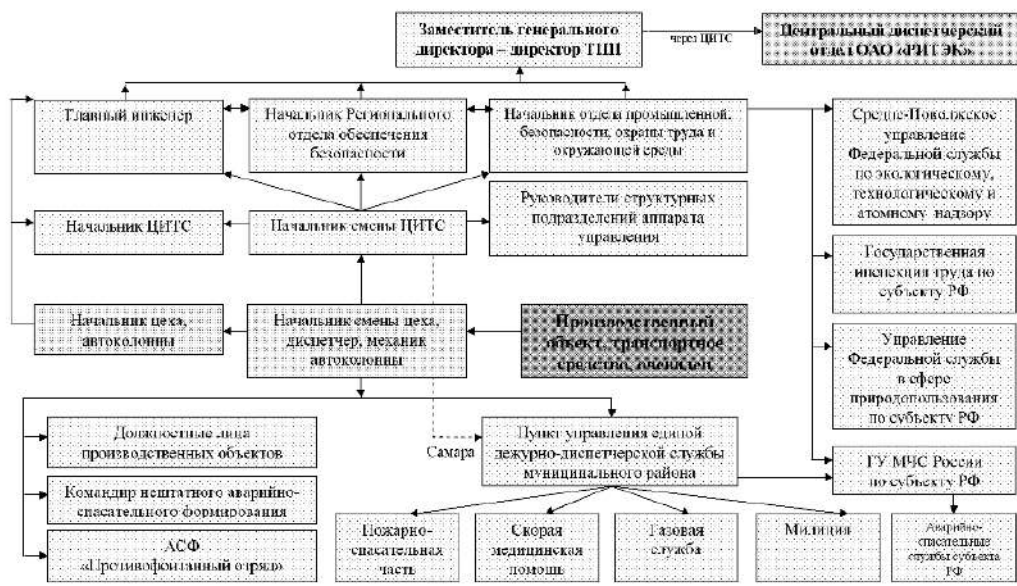 Заместитель генерального
директора – директор ТПП
через ЦИТС
Центральный диспетчерский
отдел ОАО «РИТЭК»
Главный инженер
Начальник Регионального
отдела обеспечения
безопасности
Начальник отдела промышленной
безопасности, охраны труда и
окружающей среды
Средне-Поволжское
управление
Федеральной службы
по экологическому,
технологическому и
атомному надзору
Начальник ЦИТС
Начальник смены ЦИТС
Руководители структурных
подразделений аппарата
управления
Государственная
инспекция труда по
субъекту РФ
Начальник цеха,
автоколонны
Начальник смены цеха,
диспетчер, механик
автоколонны
Производственный
объект, транспортное
средство, очевидец
Управление
Федеральной службы
в сфере
природопользования
по субъекту РФ
Должностные лица
производственных объектов
Самара
Пункт управления единой
дежурно-диспетчерской службы
муниципального района
ГУ МЧС России
по субъекту РФ
Командир нештатного аварийно-
спасательного формирования
АСФ
«Противофонтанный отряд»
Пожарно-
спасательная
часть
Скорая
медицинская
помощь
Газовая
служба
Милиция
Аварийно-
спасательные
службы субъекта
РФ